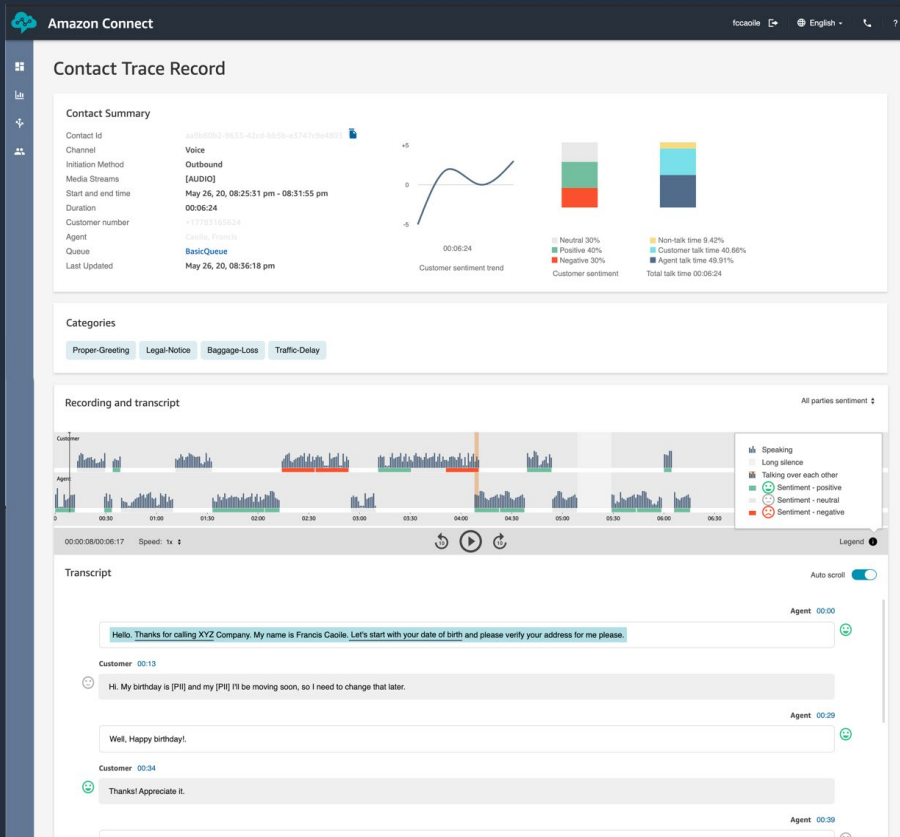 Amazon Connect
fccaoile English ?
Contact Trace Record
Contact Summary
Contact Id
Channel Voice
Initiation Method Outbound
Media Streams [AUDIO]
Start and end time May 26, 20, 08:25:31 pm - 08:31:55 pm
Duration 00:06:24
Customer number
Agent Caoile, Francis
Queue BasicQueue
Last Updated May 26, 20, 08:36:18 pm
+5
0
-5
00:06:24
Customer sentiment trend
Neutral 30%
Positive 40%
Negative 30%
Customer sentiment
Non-talk time 9.42%
Customer talk time 40.66%
Agent talk time 49.91%
Total talk time 00:06:24
Categories
Proper-Greeting Legal-Notice Baggage-Loss Traffic-Delay
Recording and transcript
All parties sentiment
Customer
Agent
0 00:30 01:00 01:30 02:00 02:30 03:00 03:30 04:00 04:30 05:00 05:30 06:00 06:30
Speaking
Long silence
Talking over each other
Sentiment - positive
Sentiment - neutral
Sentiment - negative
00:00:08/00:06:17 Speed: 1x 10 10 Legend
Transcript
Auto scroll
Agent 00:00
Hello. Thanks for calling XYZ Company. My name is Francis Caoile. Let's start with your date of birth and please verify your address for me please.
Customer 00:13
Hi. My birthday is [PII] and my [PII] I'll be moving soon, so I need to change that later.
Agent 00:29
Well, Happy birthday!.
Customer 00:34
Thanks! Appreciate it.
Agent 00:39